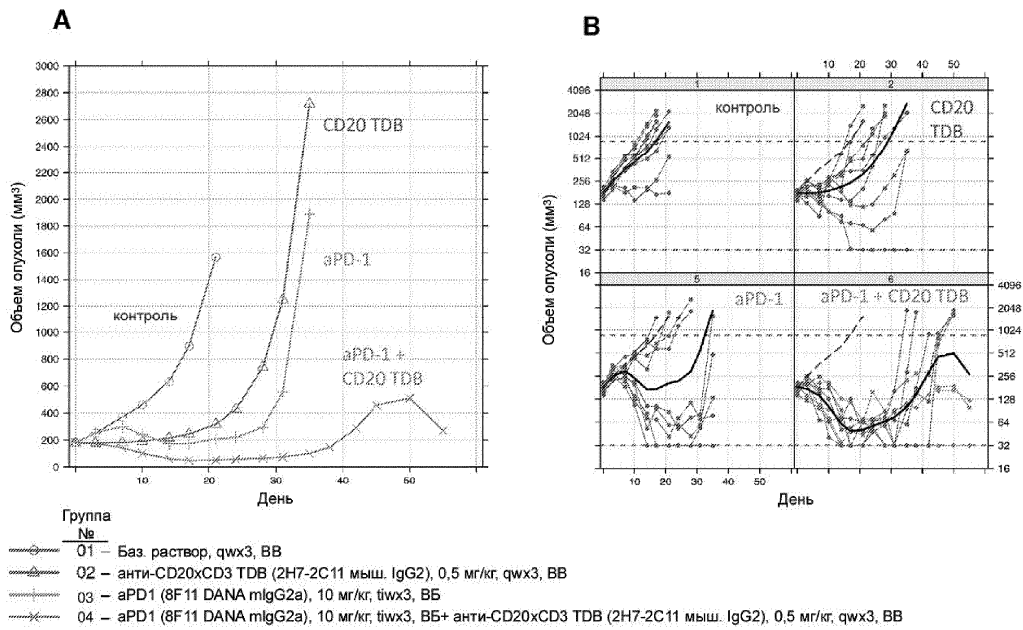 A
B
3000
2800
2600
2400
2200
2000
1800
1600
1400
1200
1000
800
600
400
200
0
Объем опухоли (мм³)
CD20 TDB
aPD-1
контроль
aPD-1 +
CD20 TDB
10
20
30
40
50
День
10 30 50
1
2
4096
2048
1024
512
256
128
64
32
16
контроль
CD20
TDB
Объем опухоли (мм³)
5
6
aPD-1
aPD-1 + CD20 TDB
4096
2048
1024
512
256
128
64
32
16
10 30 50
День
Группа
№
01 – Баз. раствор, qwx3, ВВ
02 – анти-CD20xCD3 TDB (2H7-2C11 мыш. IgG2), 0,5 мг/кг, qwx3, ВВ
03 – aPD1 (8F11 DANA mlgG2a), 10 мг/кг, tiwx3, ВБ
04 – aPD1 (8F11 DANA mlgG2a), 10 мг/кг, tiwx3, ВБ+ анти-CD20xCD3 TDB (2H7-2C11 мыш. IgG2), 0,5 мг/кг, qwx3, ВВ